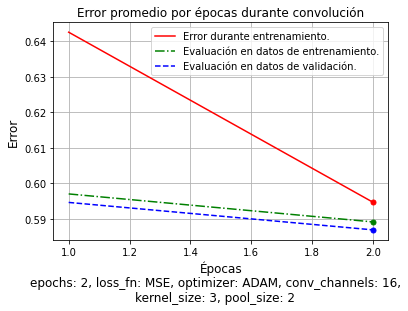 Error promedio por épocas durante convolución
Error durante entrenamiento.
Evaluación en datos de entrenamiento.
Evaluación en datos de validación.
0.64
0.63
0.62
0.61
0.60
0.59
Error
1.0 1.2 1.4 1.6 1.8 2.0
Épocas
epochs: 2, loss_fn: MSE, optimizer: ADAM, conv_channels: 16,
kernel_size: 3, pool_size: 2